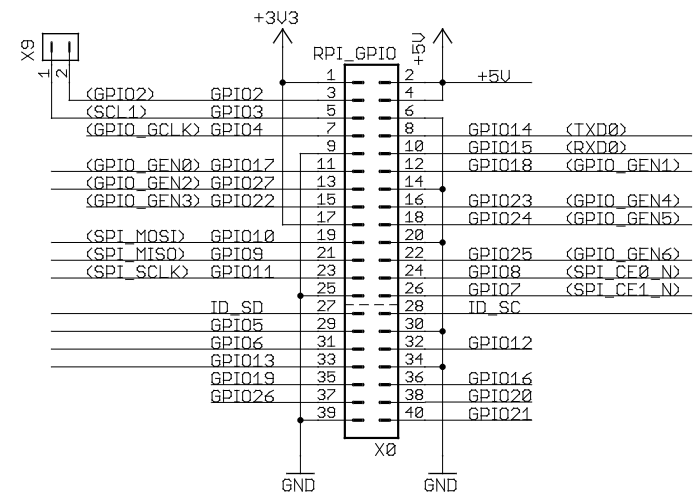 +3V3
X9
1
2
RPI_GPIO
+5V
1 2 +5V
(GPIO2) GPIO2 3 4
(SCL1) GPIO3 5 6
(GPIO_GCLK) GPIO4 7 8 GPIO14 (TXD0)
9 10 GPIO15 (RXD0)
(GPIO_GEN0) GPIO17 11 12 GPIO18 (GPIO_GEN1)
(GPIO_GEN2) GPIO27 13 14
(GPIO_GEN3) GPIO22 15 16 GPIO23 (GPIO_GEN4)
17 18 GPIO24 (GPIO_GEN5)
(SPI_MOSI) GPIO10 19 20
(SPI_MISO) GPIO9 21 22 GPIO25 (GPIO_GEN6)
(SPI_SCLK) GPIO11 23 24 GPIO8 (SPI_CE0_N)
25 26 GPIO7 (SPI_CE1_N)
ID_SD 27 28 ID_SC
GPIO5 29 30
GPIO6 31 32 GPIO12
GPIO13 33 34
GPIO19 35 36 GPIO16
GPIO26 37 38 GPIO20
39 40 GPIO21
X0
GND GND